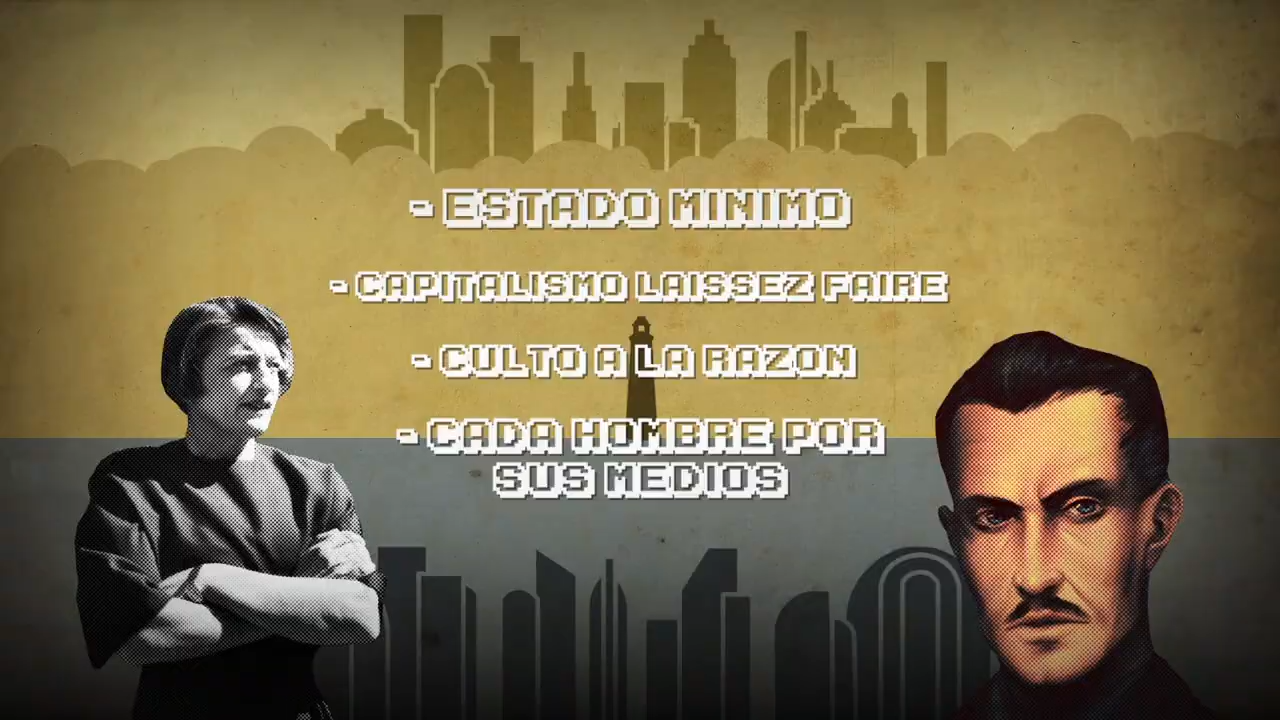 - ESTADO MINIMO
- CAPITALISMO LAISSEZ FAIRE
- CULTO A LA RAZON
- CADA HOMBRE POR
SUS MEDIOS